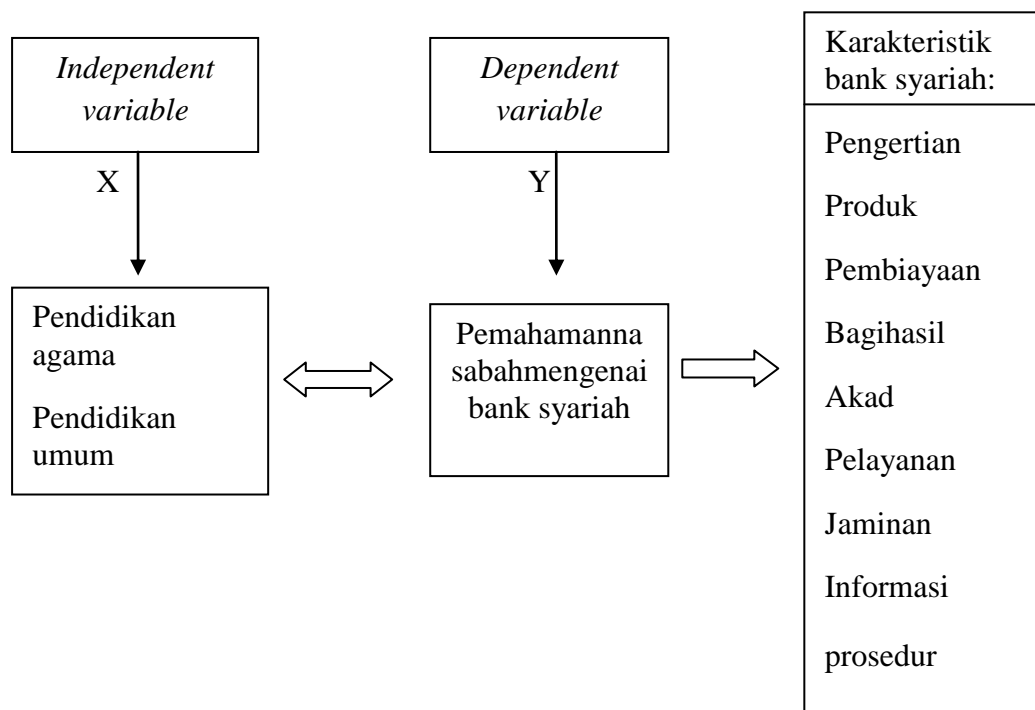 Independent
variable
X
Pendidikan
agama
Pendidikan
umum
Dependent
variable
Y
Pemahamanna
sabahmengenai
bank syariah
Karakteristik
bank syariah:
Pengertian
Produk
Pembiayaan
Bagihasil
Akad
Pelayanan
Jaminan
Informasi
prosedur